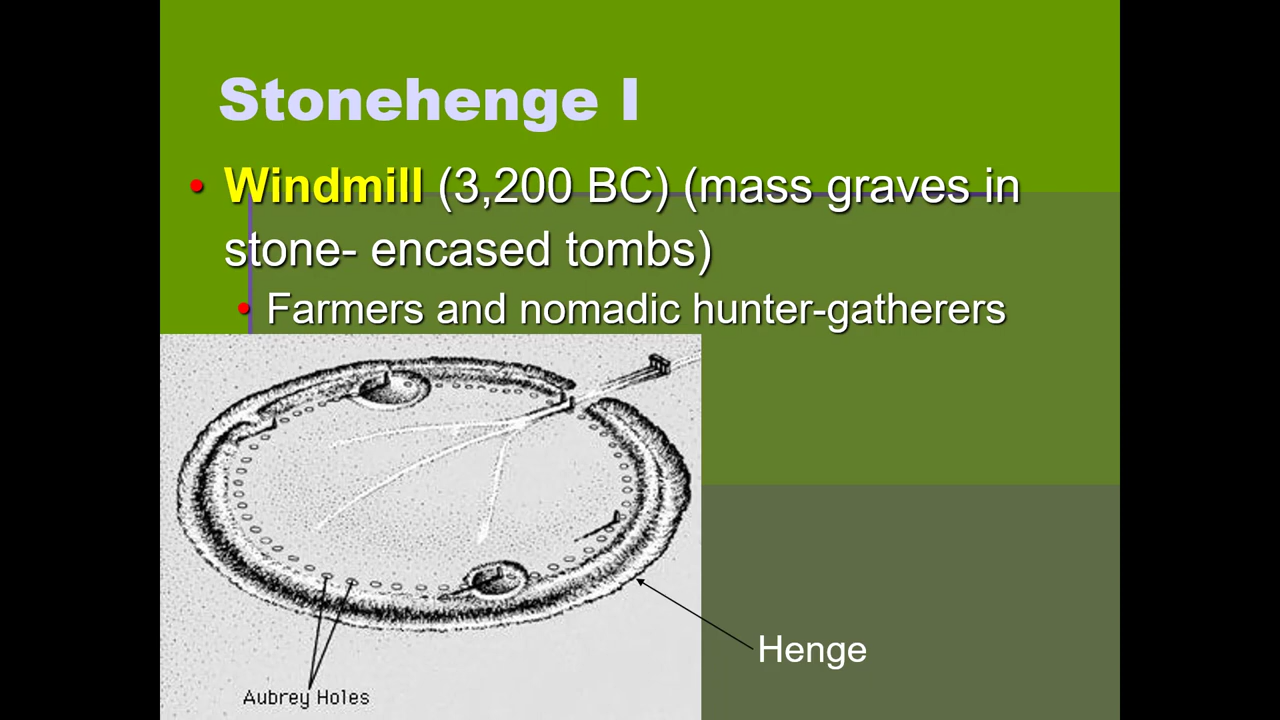 Stonehenge I
• Windmill (3,200 BC) (mass graves in
stone- encased tombs)
• Farmers and nomadic hunter-gatherers
Henge
Aubrey Holes